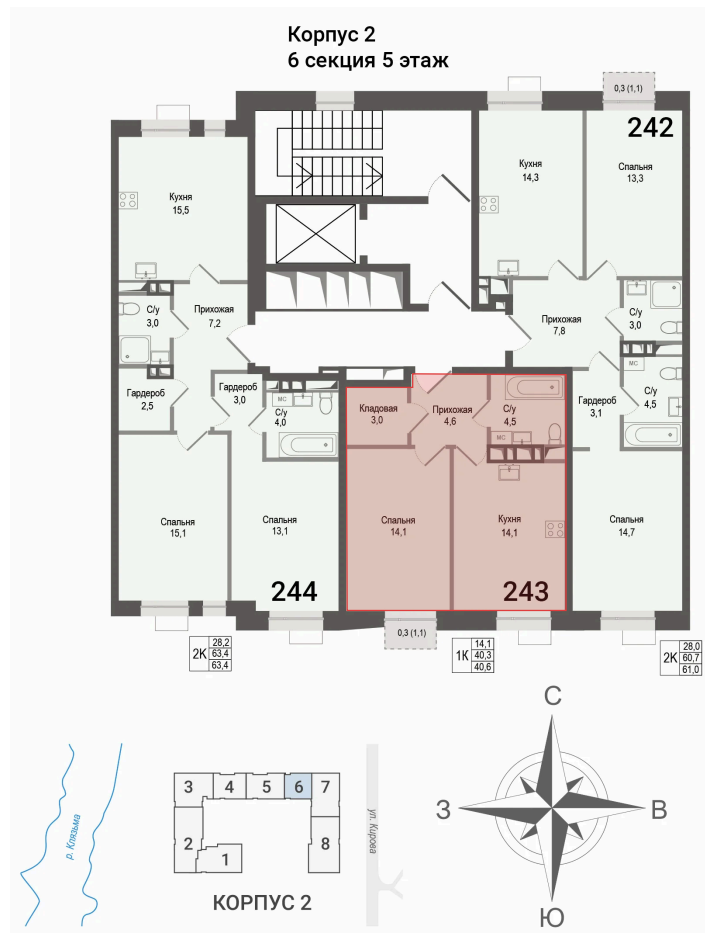 Корпус 2
6 секция 5 этаж
0,3 (1,1)
242
Кухня
14,3
Спальня
13,3
Кухня
15,5
С/у
3,0
Прихожая
7,2
Прихожая
7,8
С/у
3,0
Гардероб
2,5
Гардероб
3,0
МС
С/у
4,0
Кладовая
3,0
Прихожая
4,6
С/у
4,5
МС
Гардероб
3,1
МС
С/у
4,5
Спальня
15,1
Спальня
13,1
244
Спальня
14,1
Кухня
14,1
243
Спальня
14,7
0,3 (1,1)
2К
28,2
63,4
63,4
1К
14,1
40,3
40,6
2К
28,0
60,7
61,0
р. Клязьма
3
4
5
6
7
2
1
8
КОРПУС 2
ул. Кирова
С
З
В
Ю